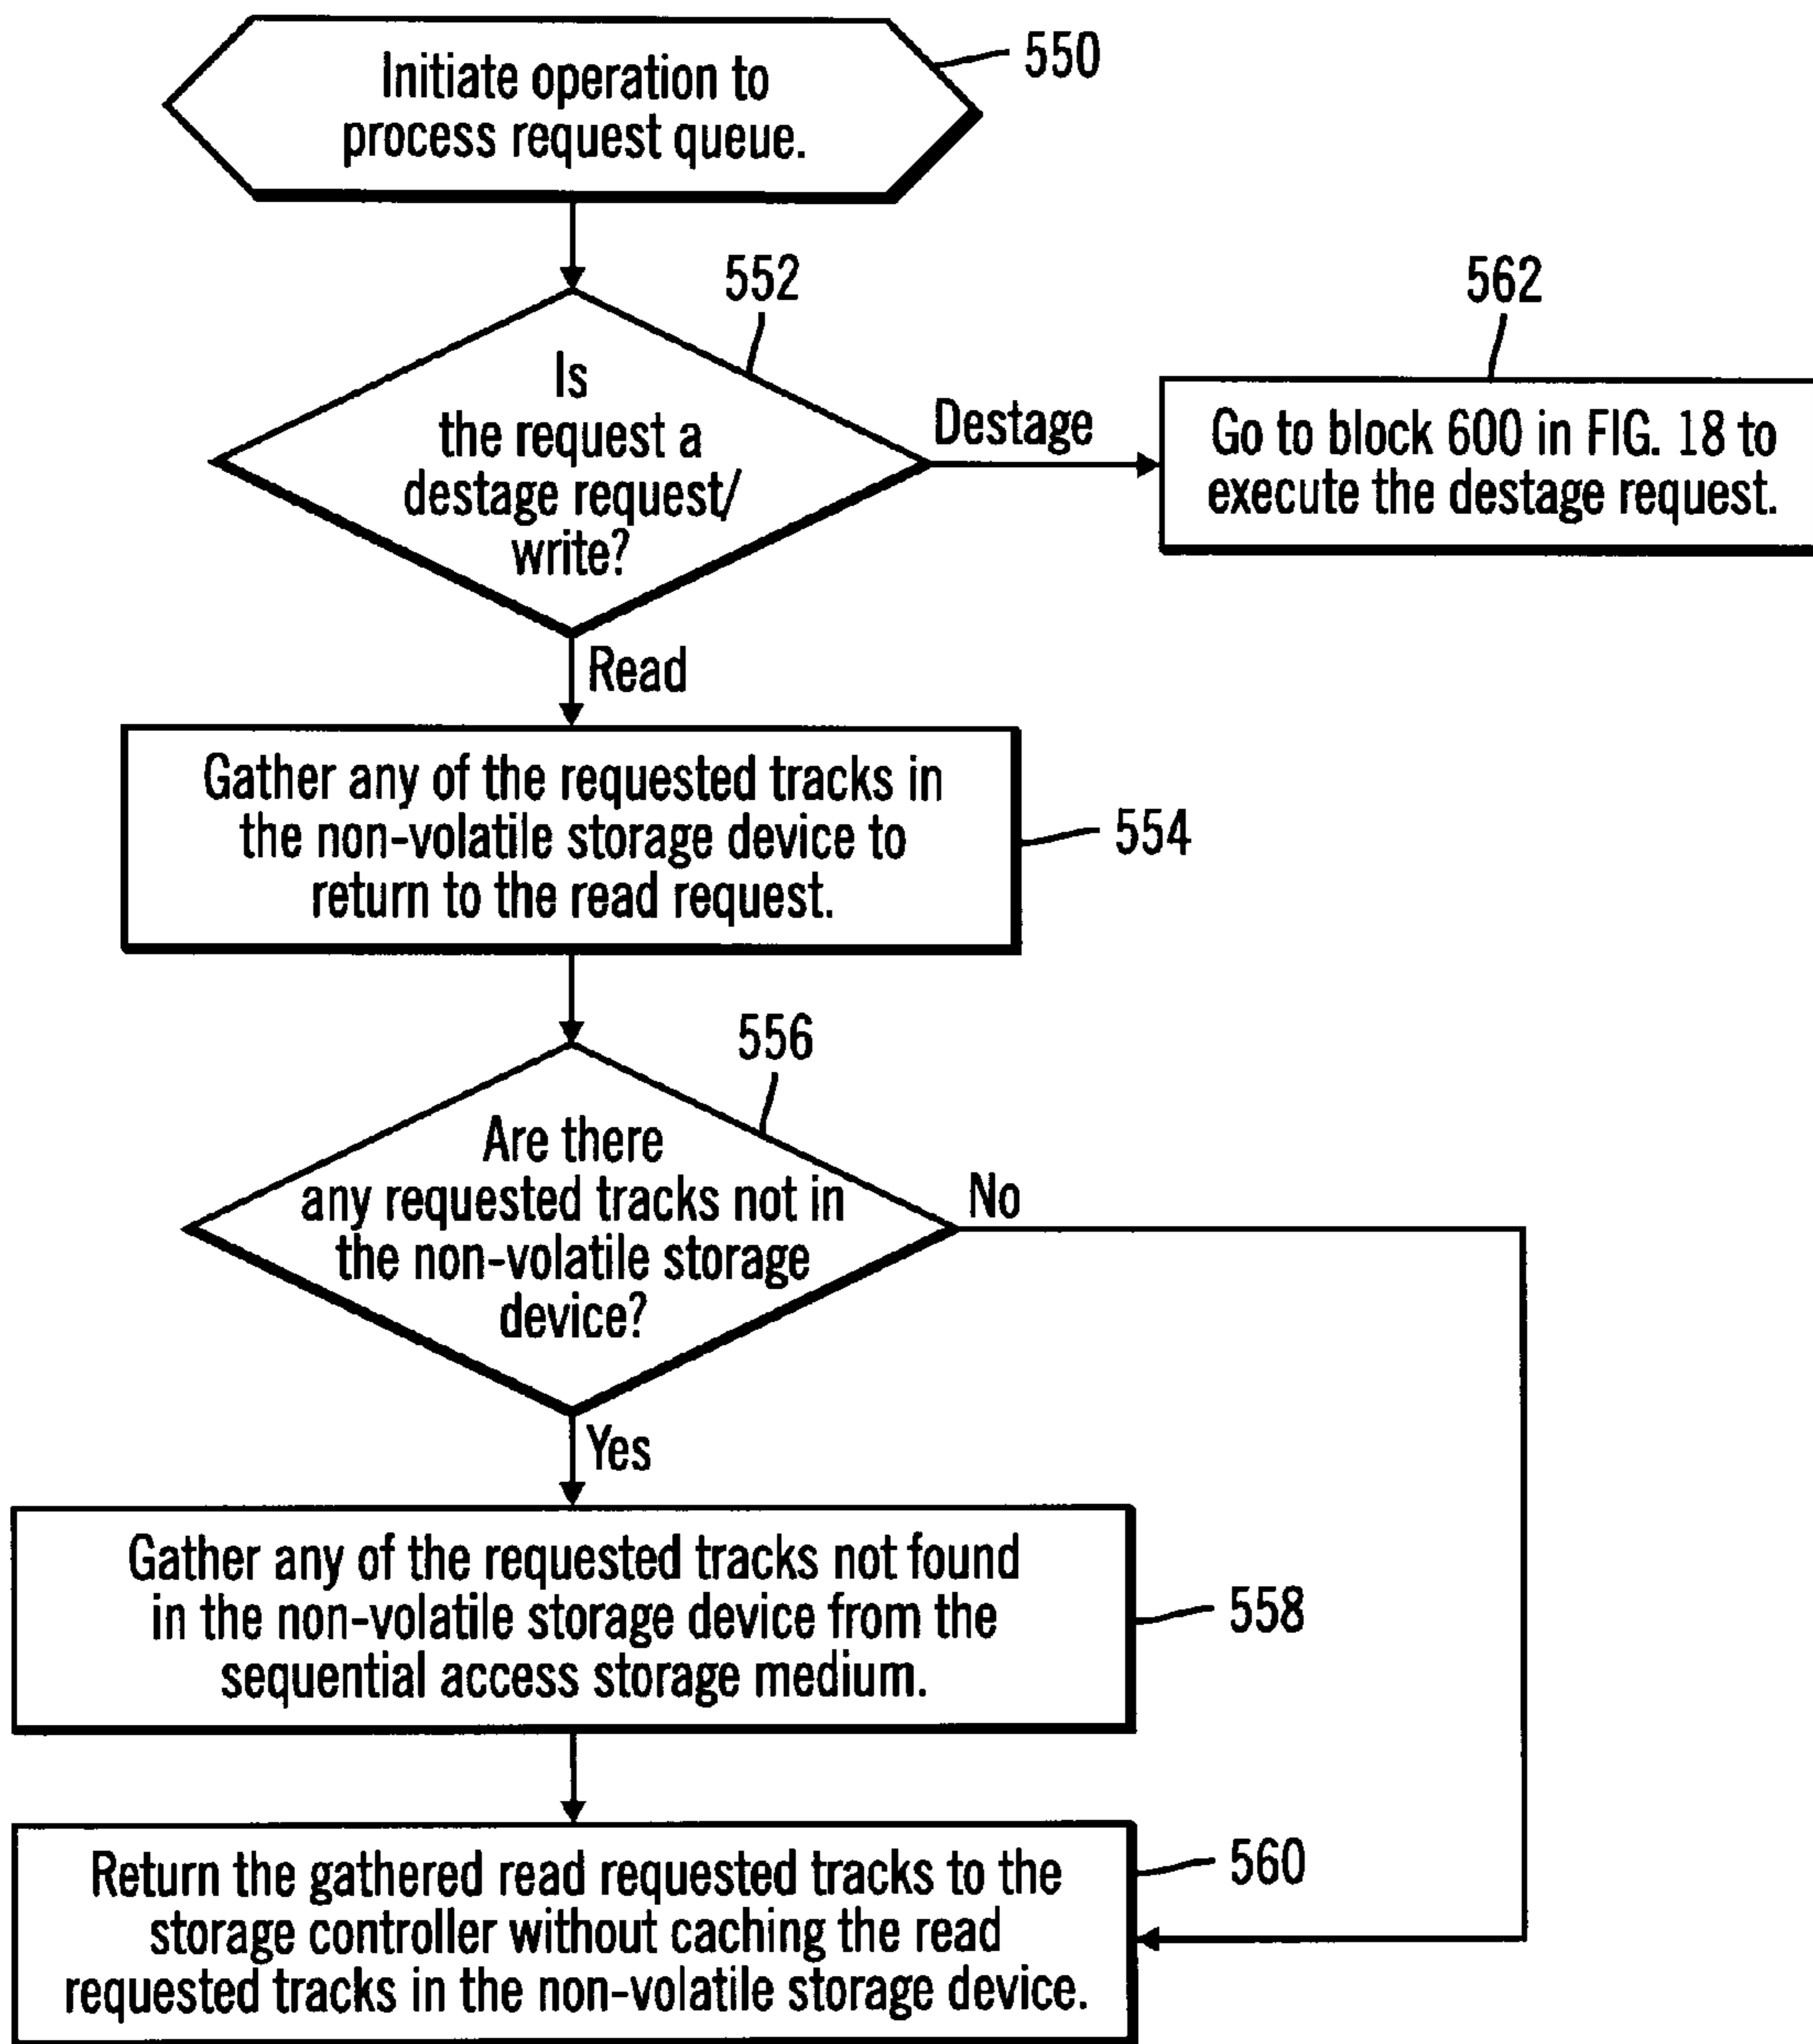 Initiate operation to
process request queue.
550
552
Is
the request a
destage request/
write?
Destage
562
Go to block 600 in FIG. 18 to
execute the destage request.
Read
Gather any of the requested tracks in
the non-volatile storage device to
return to the read request.
554
556
Are there
any requested tracks not in
the non-volatile storage
device?
No
Yes
Gather any of the requested tracks not found
in the non-volatile storage device from the
sequential access storage medium.
558
Return the gathered read requested tracks to the
storage controller without caching the read
requested tracks in the non-volatile storage device.
560